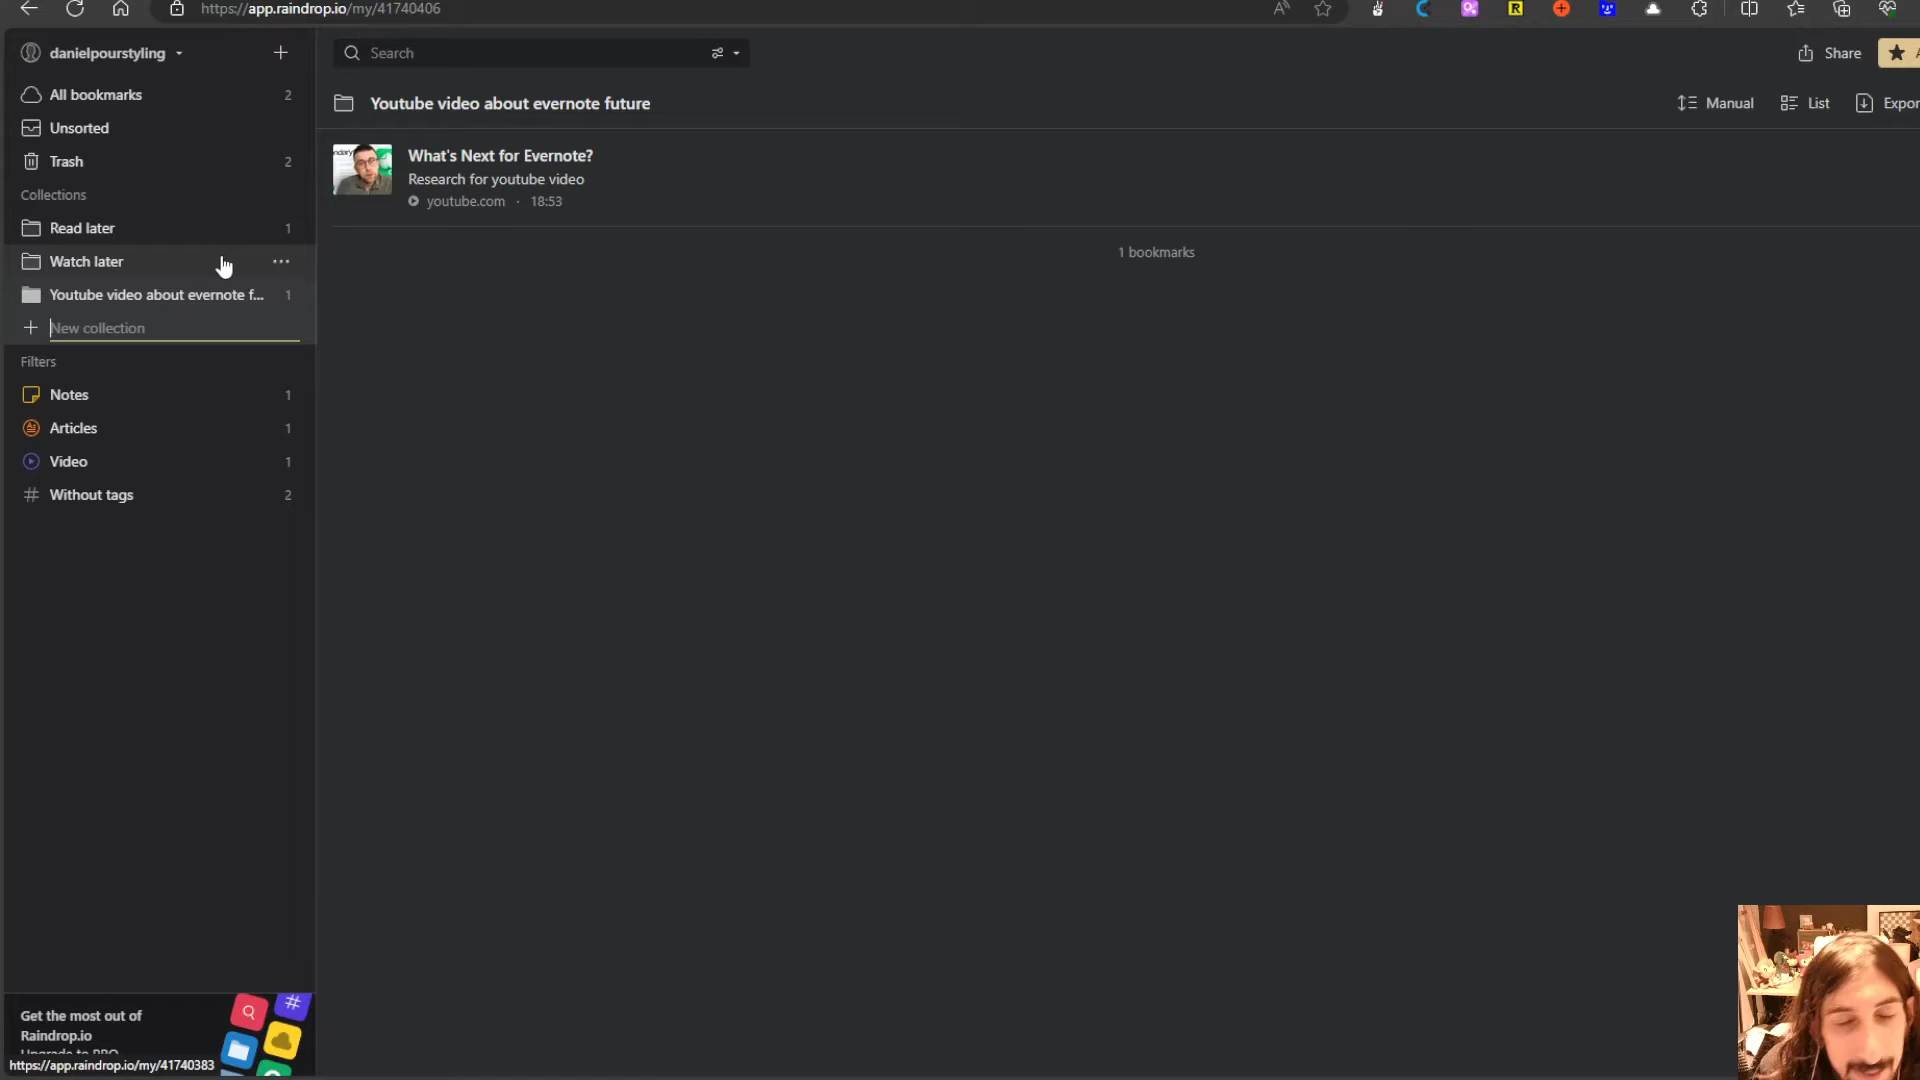 https://app.raindrop.io/my/41740406
danielpourstyling
Search
Share
All bookmarks 2
Youtube video about evernote future
Manual
List
Expor
Unsorted
Trash 2
What's Next for Evernote?
Research for youtube video
youtube.com · 18:53
Collections
Read later 1
1 bookmarks
Watch later
Youtube video about evernote f... 1
New collection
Filters
Notes 1
Articles 1
Video 1
Without tags 2
Get the most out of
Raindrop.io
Upgrade to PRO
https://app.raindrop.io/my/41740383